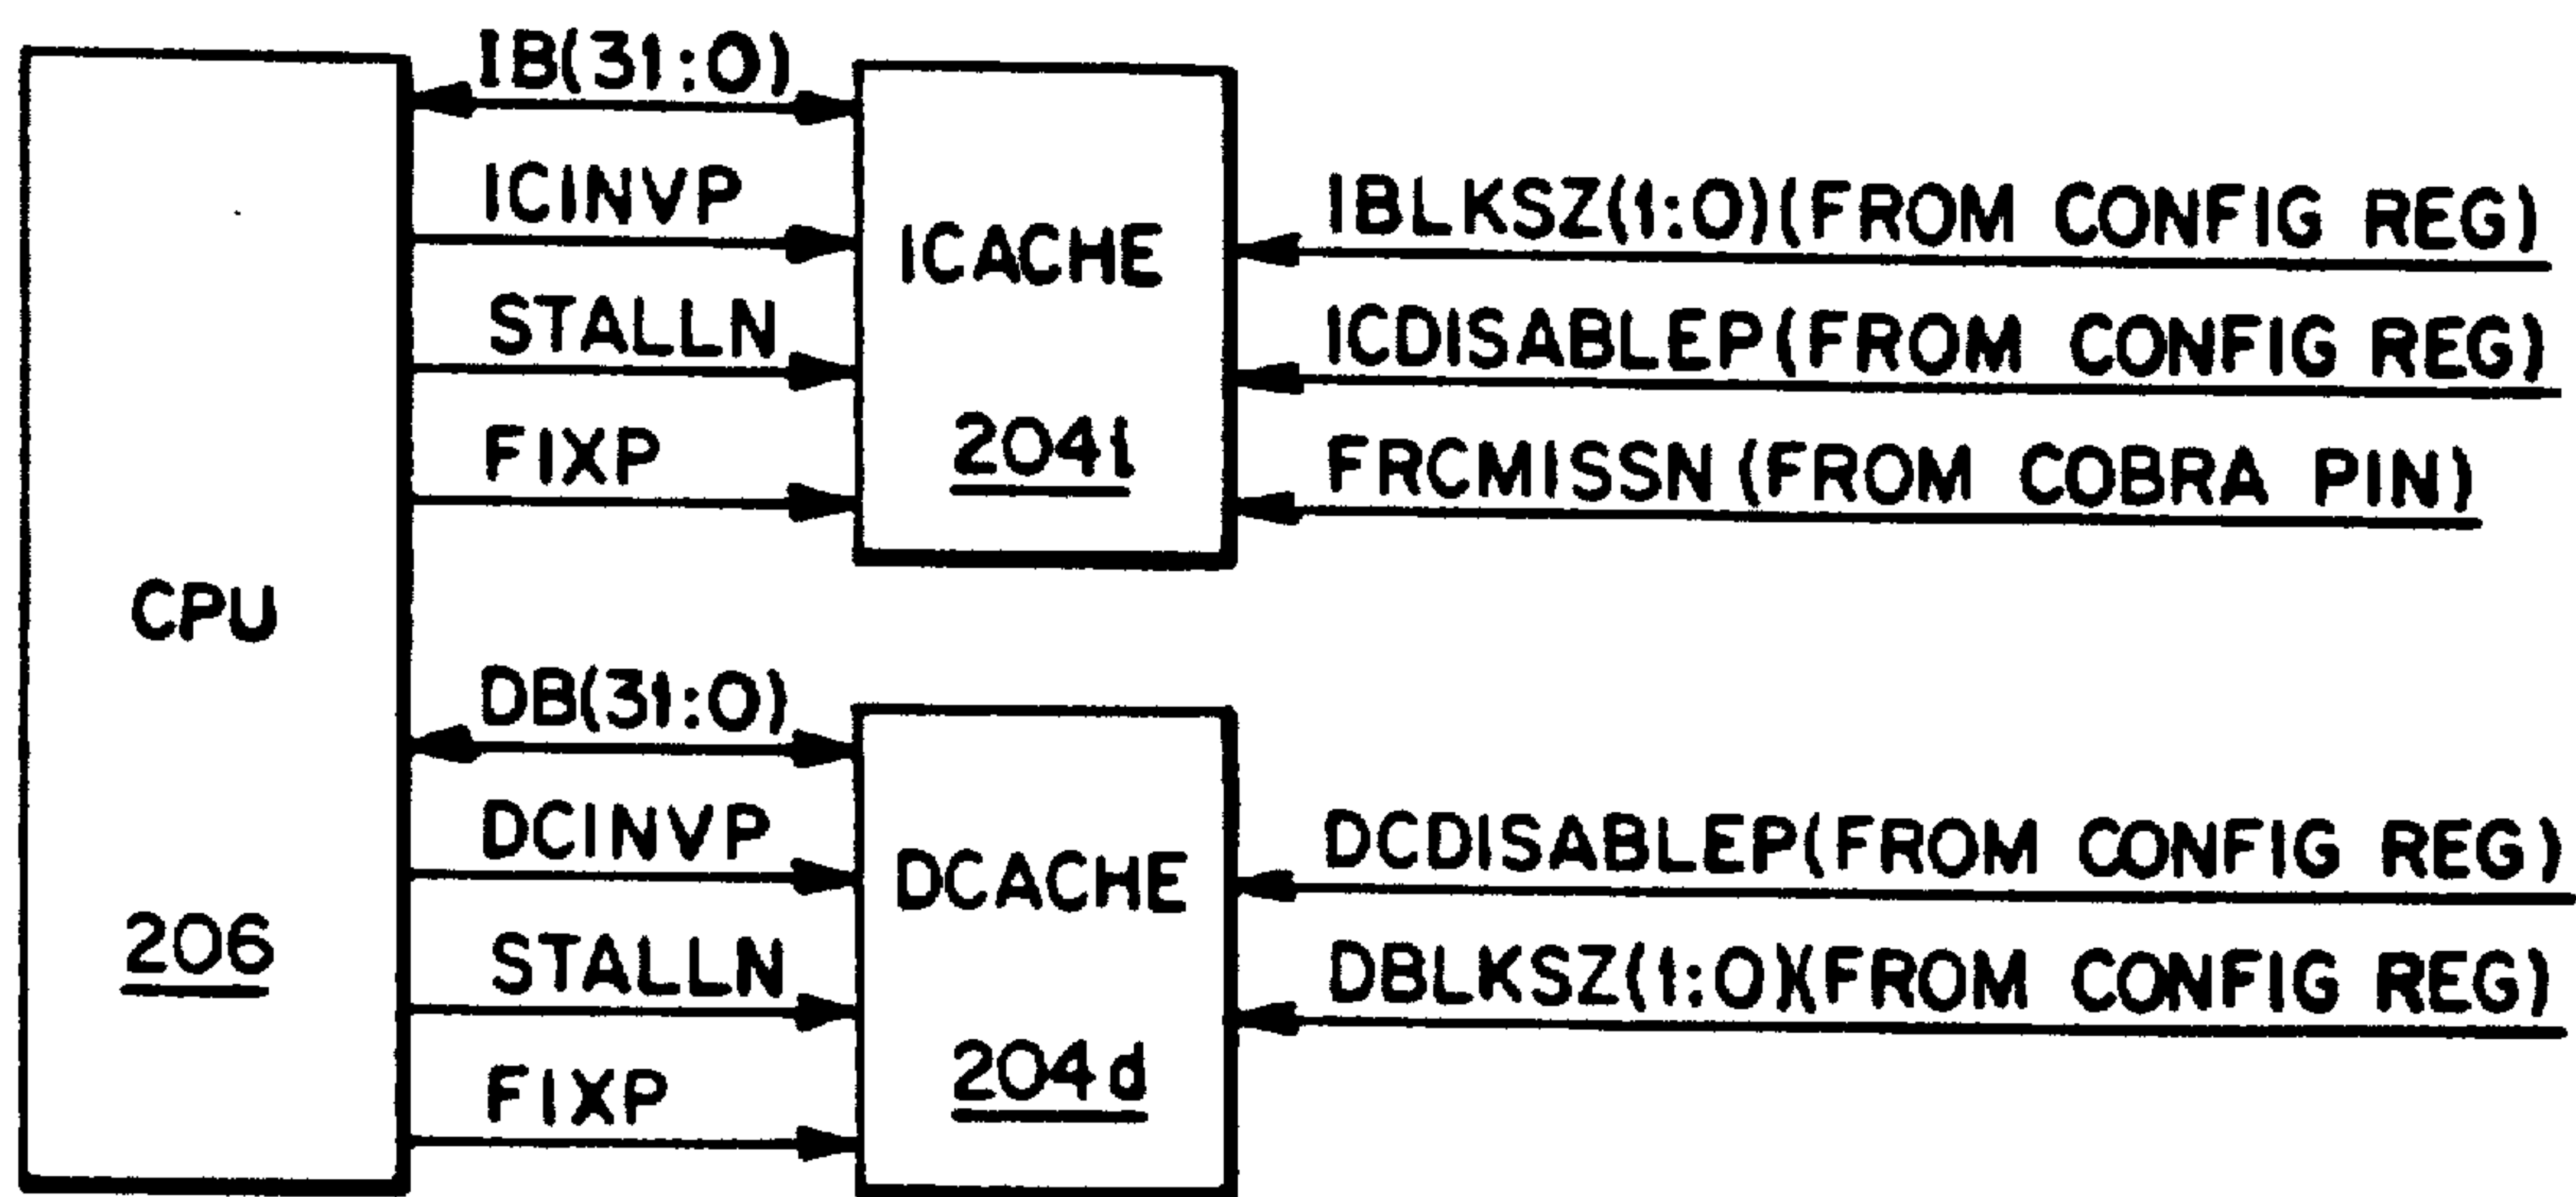 IB(31:0)
ICINVP
STALLN
FIXP
CPU
206
DB(31:0)
DCINVP
STALLN
FIXP
ICACHE
204i
DCACHE
204d
IBLKSZ(1:0)(FROM CONFIG REG)
ICDISABLEP(FROM CONFIG REG)
FRCMISSN(FROM COBRA PIN)
DCDISABLEP(FROM CONFIG REG)
DBLKSZ(1:0)(FROM CONFIG REG)